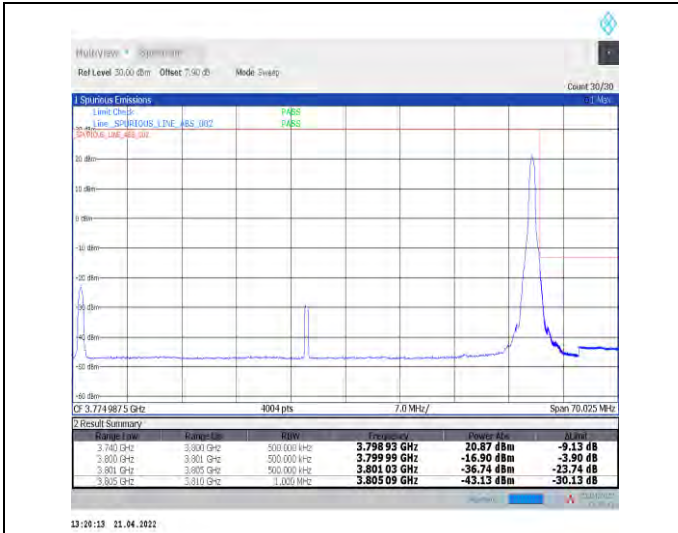 MultiView Spectrum
Ref Level 30.00 dBm Offset 7.90 dB Mode Sweep
Count 30/30
1 Spurious Emissions
Limit Check PASS
Line _SPURIOUS_LINE_ABS_002 PASS
_SPURIOUS_LINE_ABS_002
20 dBm
10 dBm
0 dBm
-10 dBm
-20 dBm
-30 dBm
-40 dBm
-50 dBm
-60 dBm
CF 3.7749875 GHz 4004 pts 7.0 MHz/ Span 70.025 MHz
2 Result Summary
Range Low Range Up RBW Frequency Power Abs ΔLimit
3.740 GHz 3.800 GHz 500.000 kHz 3.798 93 GHz 20.87 dBm -9.13 dB
3.800 GHz 3.801 GHz 500.000 kHz 3.799 99 GHz -16.90 dBm -3.90 dB
3.801 GHz 3.805 GHz 500.000 kHz 3.801 03 GHz -36.74 dBm -23.74 dB
3.805 GHz 3.810 GHz 1.000 MHz 3.805 09 GHz -43.13 dBm -30.13 dB
13:20:13 21.04.2022